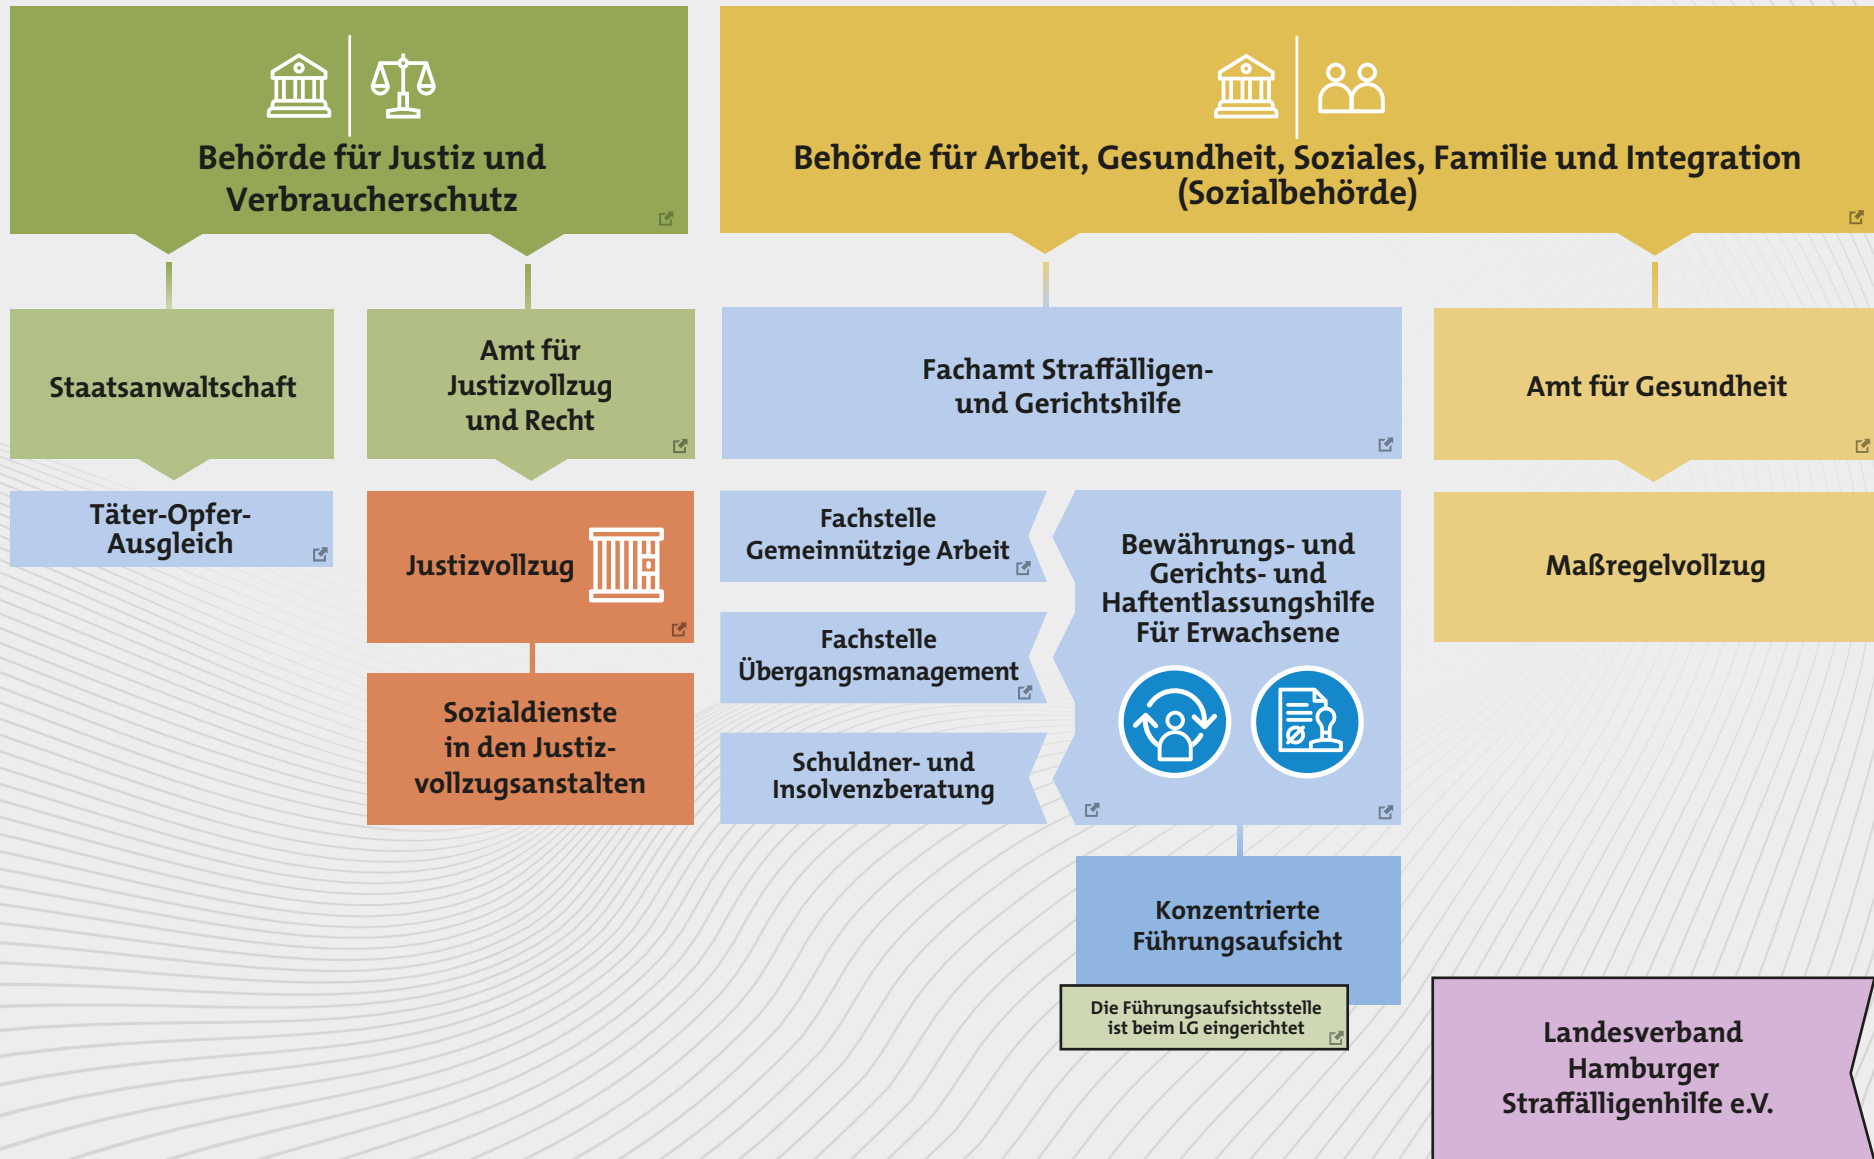 Behörde für Justiz und
Verbraucherschutz
Behörde für Arbeit, Gesundheit, Soziales, Familie und Integration
(Sozialbehörde)
Staatsanwaltschaft
Amt für
Justizvollzug
und Recht
Fachamt Straffälligen-
und Gerichtshilfe
Amt für Gesundheit
Täter-Opfer-
Ausgleich
Justizvollzug
Sozialdienste
in den Justiz-
vollzugsanstalten
Fachstelle
Gemeinnützige Arbeit
Fachstelle
Übergangsmanagement
Schuldner- und
Insolvenzberatung
Bewährungs- und
Gerichts- und
Haftentlassungshilfe
Für Erwachsene
Konzentrierte
Führungsaufsicht
Die Führungsaufsichtsstelle
ist beim LG eingerichtet
Maßregelvollzug
Landesverband
Hamburger
Straffälligenhilfe e.V.